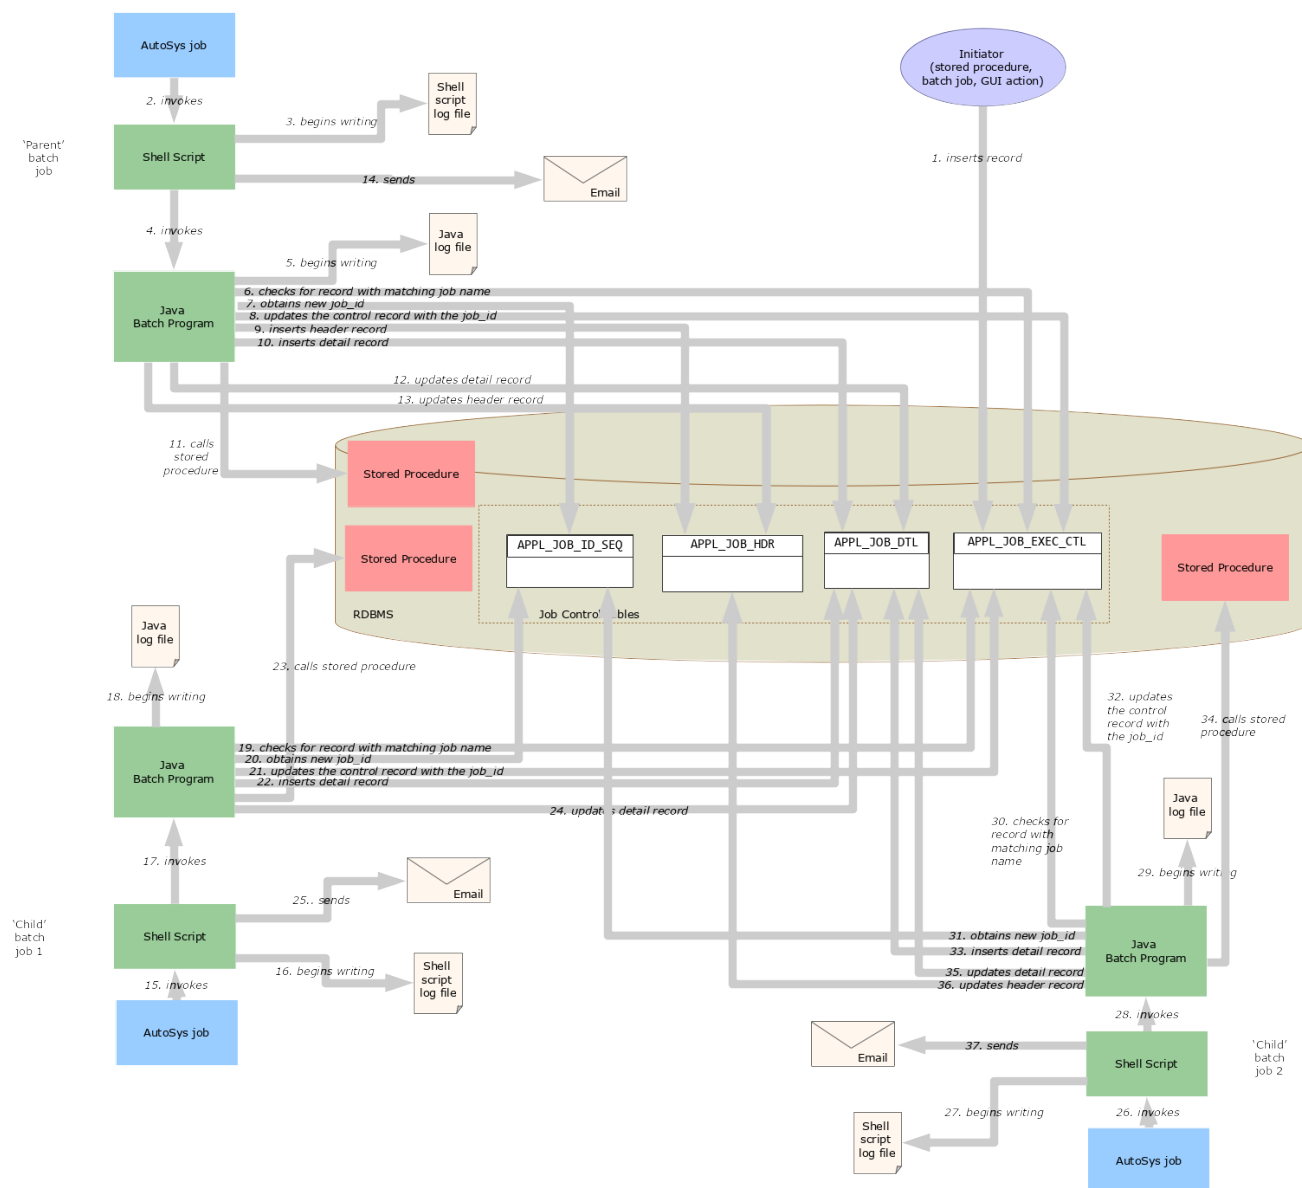 AutoSys job
Initiator
(stored procedure,
batch job, GUI action)
2. invokes
Shell
script
log file
3. begins writing
'Parent'
batch
job
Shell Script
1. inserts record
14. sends
Email
4. invokes
Java
log file
5. begins writing
Java
Batch Program
6. checks for record with matching job name
7. obtains new job_id
8. updates the control record with the job_id
9. inserts header record
10. inserts detail record
12. updates detail record
13. updates header record
11. calls
stored
procedure
Stored Procedure
Stored Procedure
APPL_JOB_ID_SEQ
APPL_JOB_HDR
APPL_JOB_DTL
APPL_JOB_EXEC_CTL
Stored Procedure
RDBMS
Job Control
bles
Java
log file
23. calls stored procedure
18. begins writing
32. updates
the control
record with
the job_id
34. calls stored
procedure
Java
Batch Program
19. checks for record with matching job name
20. obtains new job_id
21. updates the control record with the job_id
22. inserts detail record
24. updates detail record
Java
log file
30. checks for
record with
matching job
name
17. invokes
29. begins writing
Email
25.. sends
'Child'
batch
job 1
Shell Script
31. obtains new job_id
33. inserts detail record
35. updates detail record
36. updates header record
Java
Batch Program
16. begins writing
Shell
script
log file
15. invokes
AutoSys job
28. invokes
37. sends
Email
Shell Script
'Child'
batch
job 2
27. begins writing
26. invokes
Shell
script
log file
AutoSys job